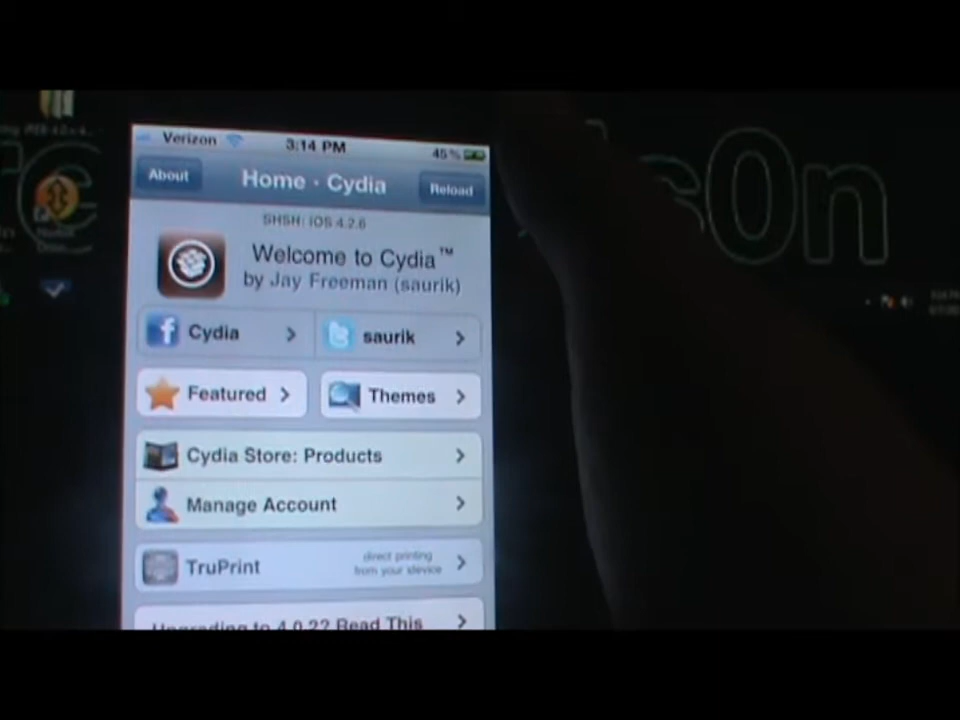 Verizon 3:14 PM 45%
About Home · Cydia Reload
SHSH: iOS 4.2.6
Welcome to Cydia™
by Jay Freeman (saurik)
f Cydia saurik
Featured Themes
Cydia Store: Products
Manage Account
TruPrint direct printing
from your idevice
Upgrading to 4.0.2? Read This
s0n